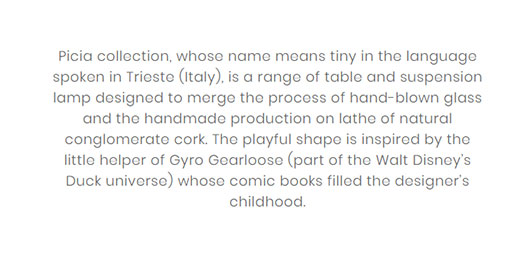 Picia collection, whose name means tiny in the language
spoken in Trieste (Italy), is a range of table and suspension
lamp designed to merge the process of hand-blown glass
and the handmade production on lathe of natural
conglomerate cork. The playful shape is inspired by the
little helper of Gyro Gearloose (part of the Walt Disney's
Duck universe) whose comic books filled the designer's
childhood.